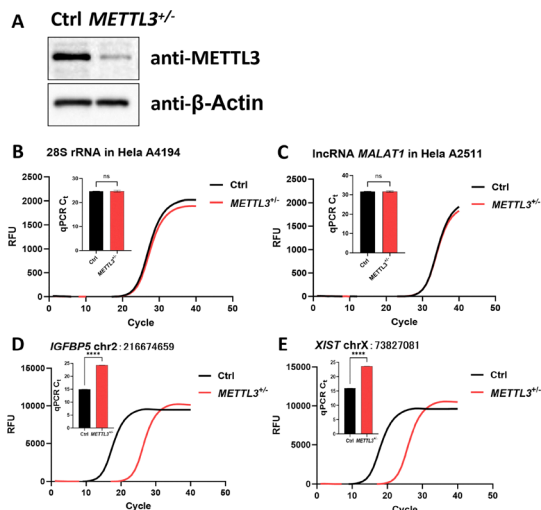 A
Ctrl METTL3+/-
anti-METTL3
anti-β-Actin
B
28S rRNA in Hela A4194
2500
2000
1500
1000
500
0
RFU
0 10 20 30 40 50
Cycle
30
20
10
0
qPCR Ct
ns
Ctrl
METTL3+/-
Ctrl
METTL3+/-
C
lncRNA MALAT1 in Hela A2511
2500
2000
1500
1000
500
0
RFU
0 10 20 30 40 50
Cycle
40
30
20
10
0
qPCR Ct
ns
Ctrl
METTL3+/-
Ctrl
METTL3+/-
D
IGFBP5 chr2:216674659
15000
10000
5000
0
RFU
0 10 20 30 40 50
Cycle
25
20
15
10
5
0
qPCR Ct
****
Ctrl METTL3+/-
Ctrl
METTL3+/-
E
XIST chrX:73827081
15000
10000
5000
0
RFU
0 10 20 30 40 50
Cycle
25
20
15
10
5
0
qPCR Ct
****
Ctrl METTL3+/-
Ctrl
METTL3+/-